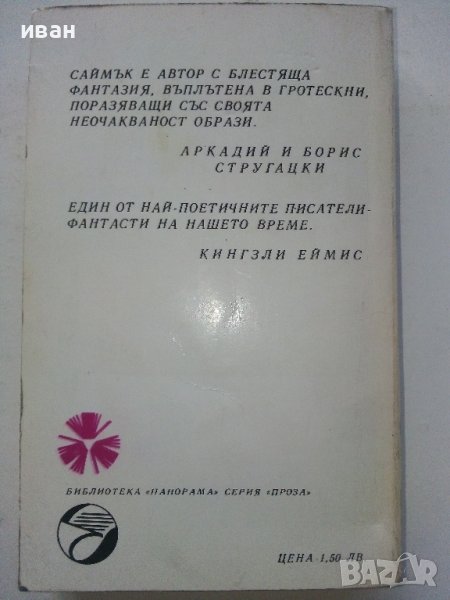 иван
САЙМЪК Е АВТОР С БЛЕСТЯЩА
ФАНТАЗИЯ, ВЪПЛЪТЕНА В ГРОТЕСКНИ,
ПОРАЗЯВАЩИ СЪС СВОЯТА
НЕОЧАКВАНОСТ ОБРАЗИ.
АРКАДИЙ И БОРИС
СТРУГАЦКИ
ЕДИН ОТ НАЙ-ПОЕТИЧНИТЕ ПИСАТЕЛИ-
ФАНТАСТИ НА НАШЕТО ВРЕМЕ.
КИНГЗЛИ ЕЙМИС
БИБЛИОТЕКА «ПАНОРАМА» СЕРИЯ «ПРОЗА»
ЦЕНА 1,50 ЛВ
BAZAR